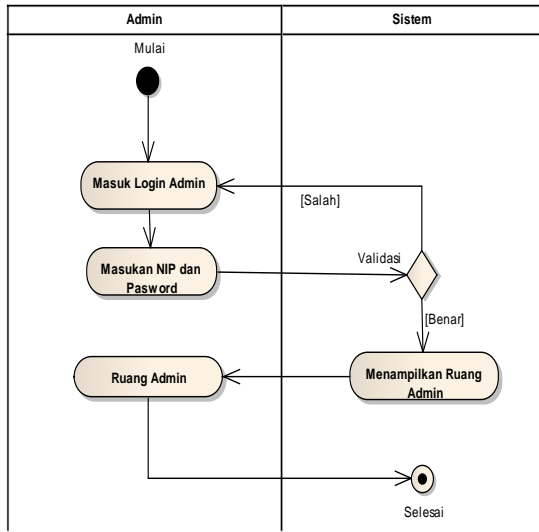 Admin
Sistem
Mulai
Masuk Login Admin
[Salah]
Masukan NIP dan
Pasword
Validasi
[Benar]
Ruang Admin
Menampilkan Ruang
Admin
Selesai